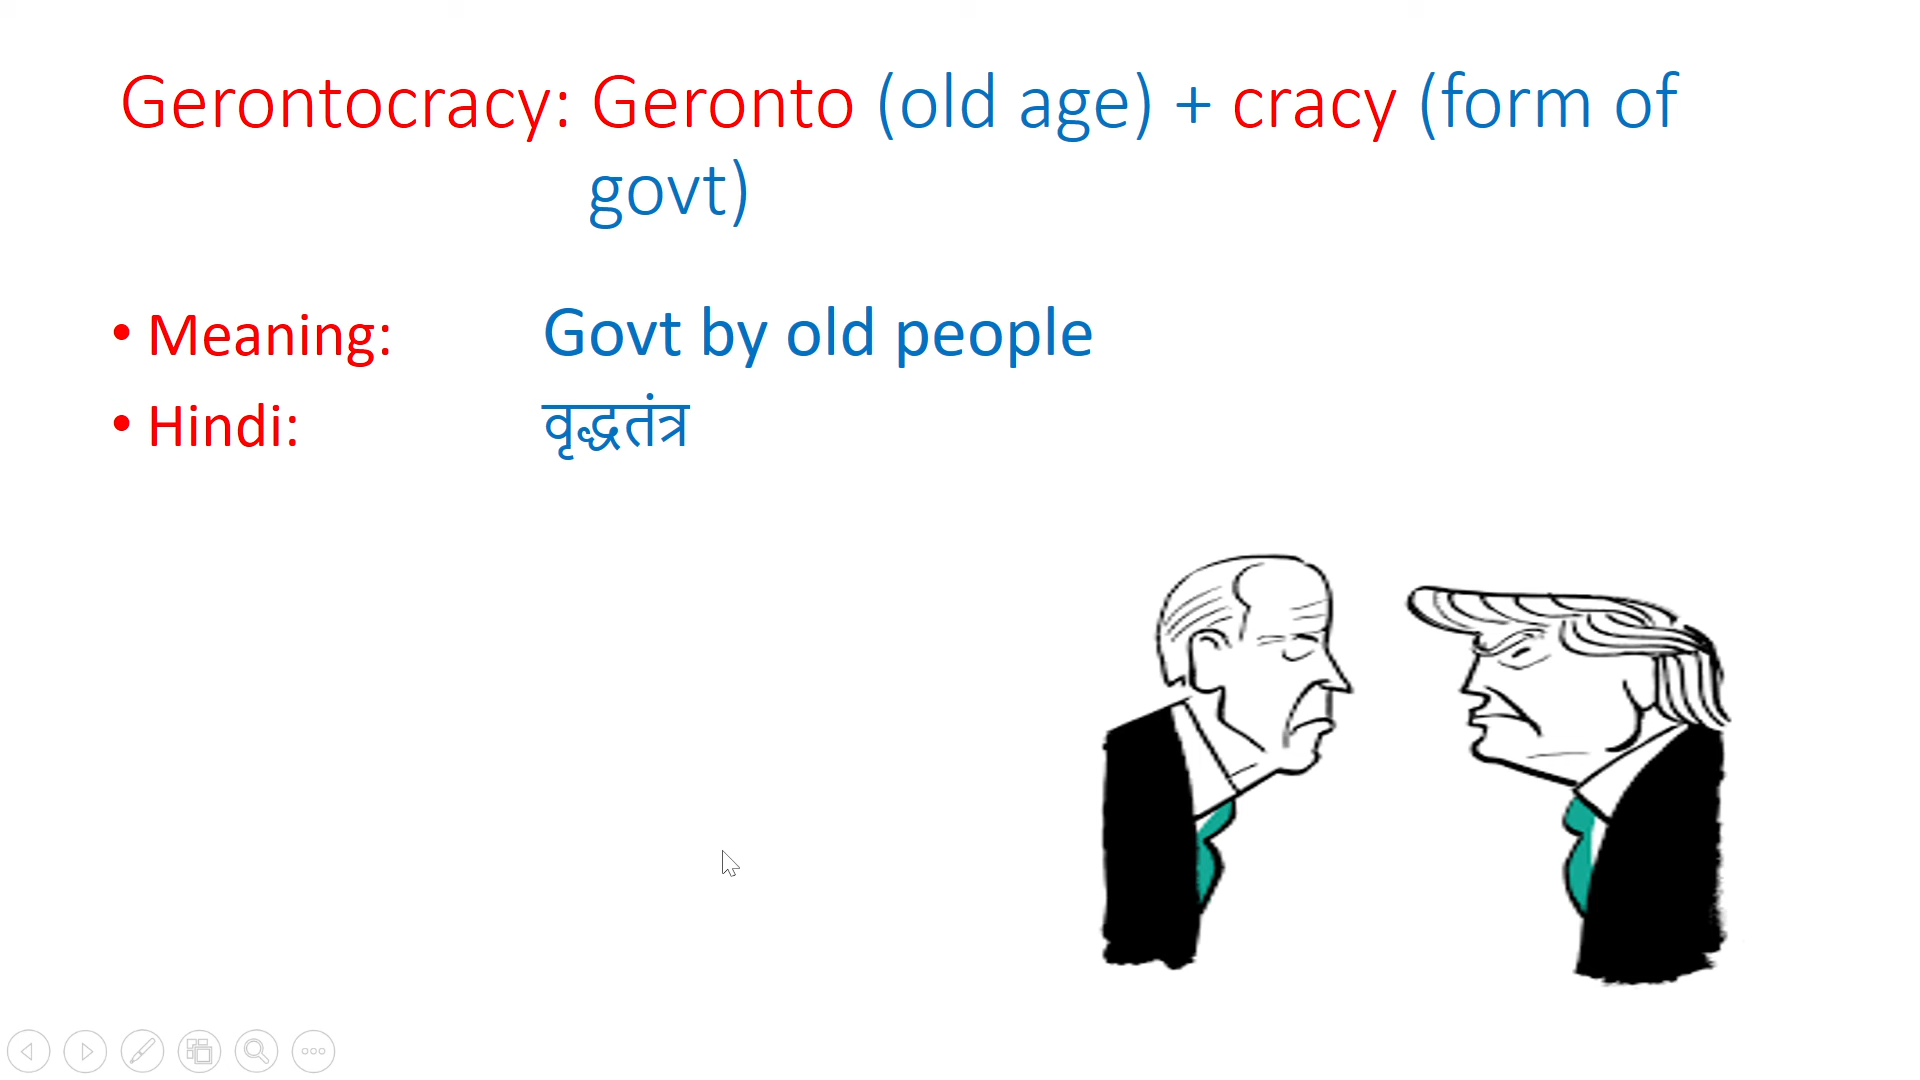 Gerontocracy: Geronto (old age) + cracy (form of
govt)
• Meaning: Govt by old people
• Hindi: वृद्धतंत्र